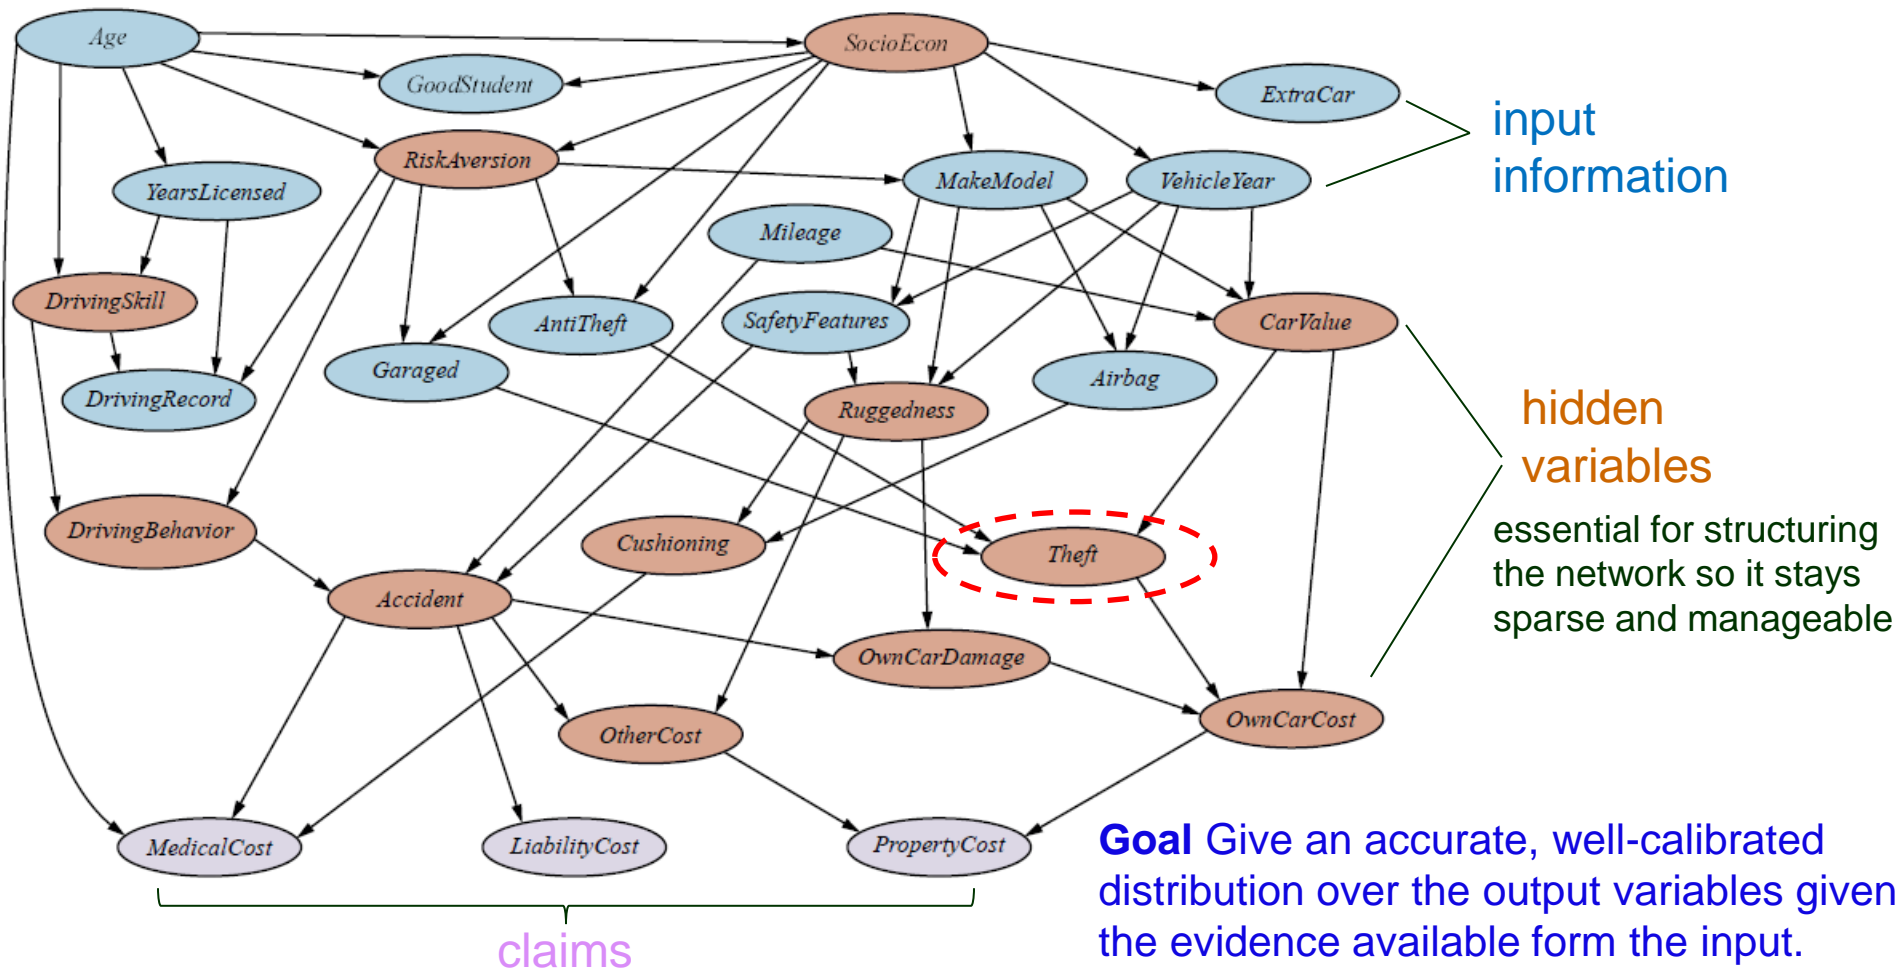 Age
SocioEcon
GoodStudent
ExtraCar
input
information
RiskAversion
YearsLicensed
MakeModel
VehicleYear
Mileage
DrivingSkill
AntiTheft
SafetyFeatures
CarValue
Garaged
Airbag
DrivingRecord
Ruggedness
hidden
variables
essential for structuring
the network so it stays
sparse and manageable
DrivingBehavior
Cushioning
Theft
Accident
OwnCarDamage
OtherCost
OwnCarCost
MedicalCost
LiabilityCost
PropertyCost
claims
Goal Give an accurate, well-calibrated
distribution over the output variables given
the evidence available form the input.